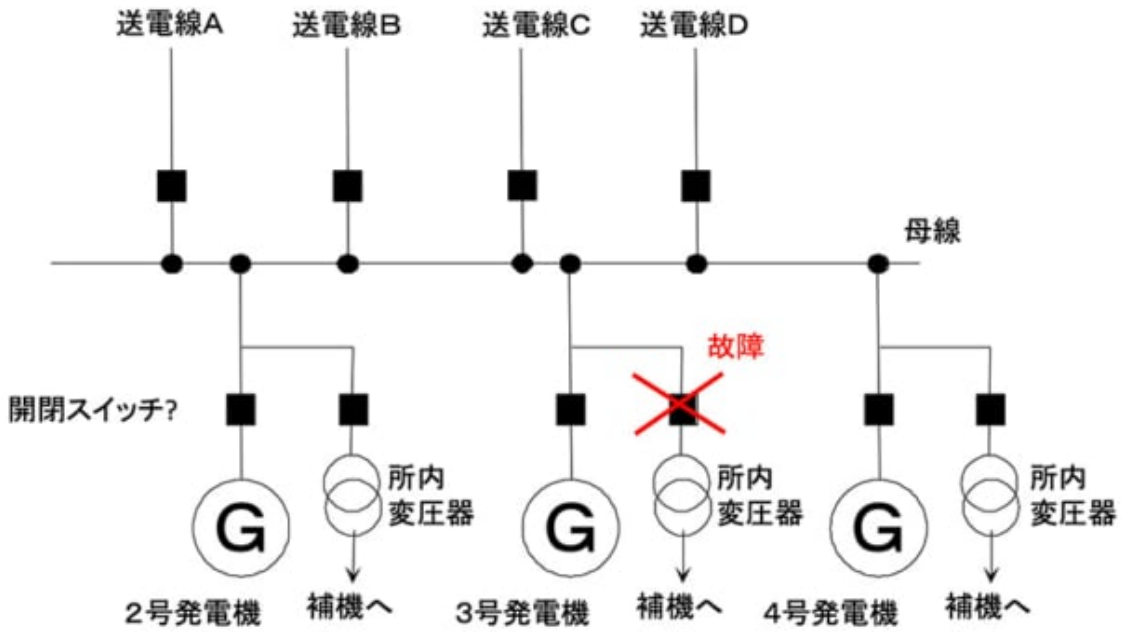 送電線A
送電線B
送電線C
送電線D
母線
故障
開閉スイッチ?
所内
変圧器
所内
変圧器
所内
変圧器
G
G
G
2号発電機
補機へ
3号発電機
補機へ
4号発電機
補機へ